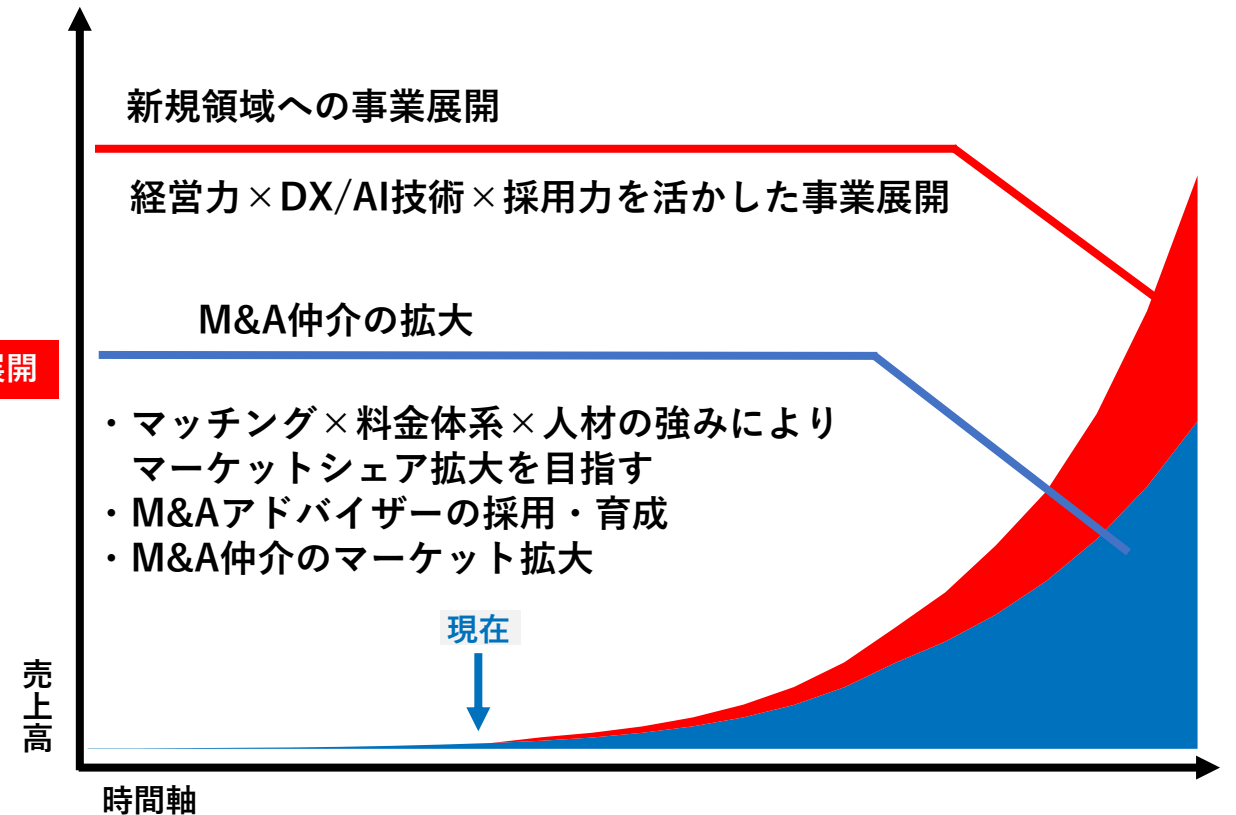 新規領域への事業展開
経営力×DX/AI技術×採用力を活かした事業展開
M&A仲介の拡大
展開
・マッチング×料金体系×人材の強みにより
マーケットシェア拡大を目指す
・M&Aアドバイザーの採用・育成
・M&A仲介のマーケット拡大
現在
売上高
時間軸